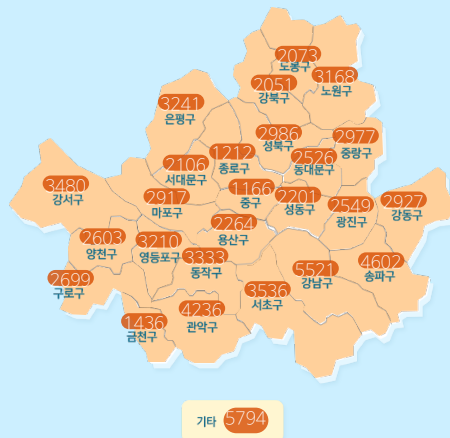 2073
노봉구
2051
강북구
3168
노원구
3241
은평구
2986
성북구
2977
중랑구
1212
종로구
2526
동대문구
2106
서대문구
3480
강서구
2917
마포구
1166
중구
2201
성동구
2549
광진구
2927
강동구
2264
용산구
2603
양천구
3210
영등포구
3333
동작구
4602
송파구
5521
강남구
2699
구로구
3536
서초구
1436
금천구
4236
관악구
기타 5794